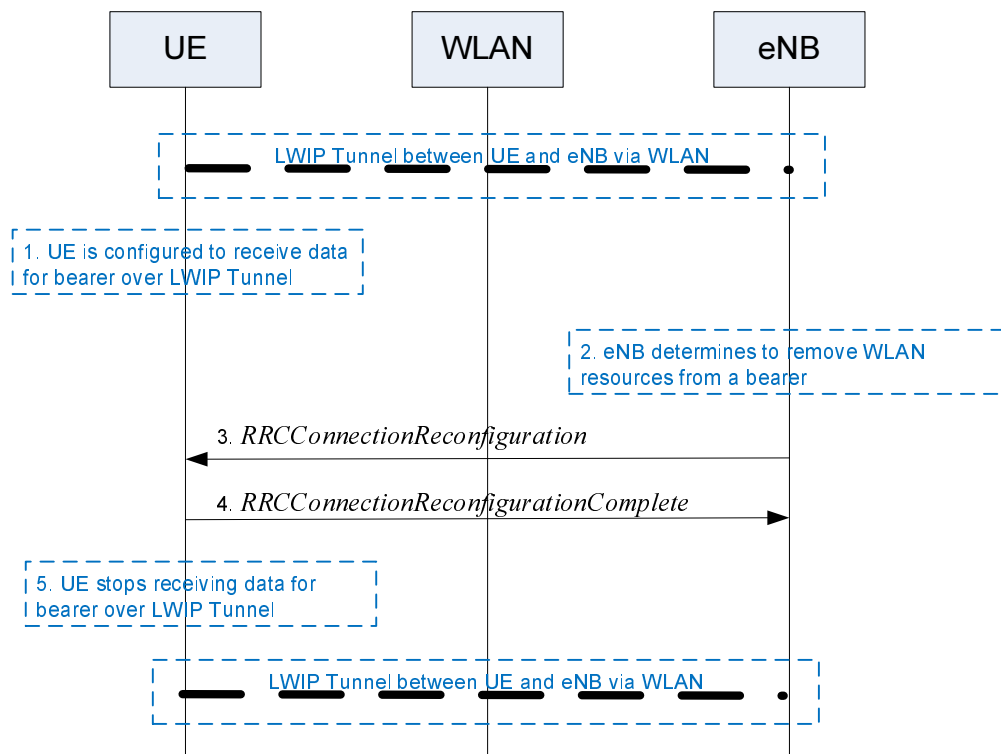 UE
WLAN
eNB
LWIP Tunnel between UE and eNB via WLAN
1. UE is configured to receive data
for bearer over LWIP Tunnel
2. eNB determines to remove WLAN
resources from a bearer
3. RRCConnectionReconfiguration
4. RRCConnectionReconfigurationComplete
5. UE stops receiving data for
bearer over LWIP Tunnel
LWIP Tunnel between UE and eNB via WLAN